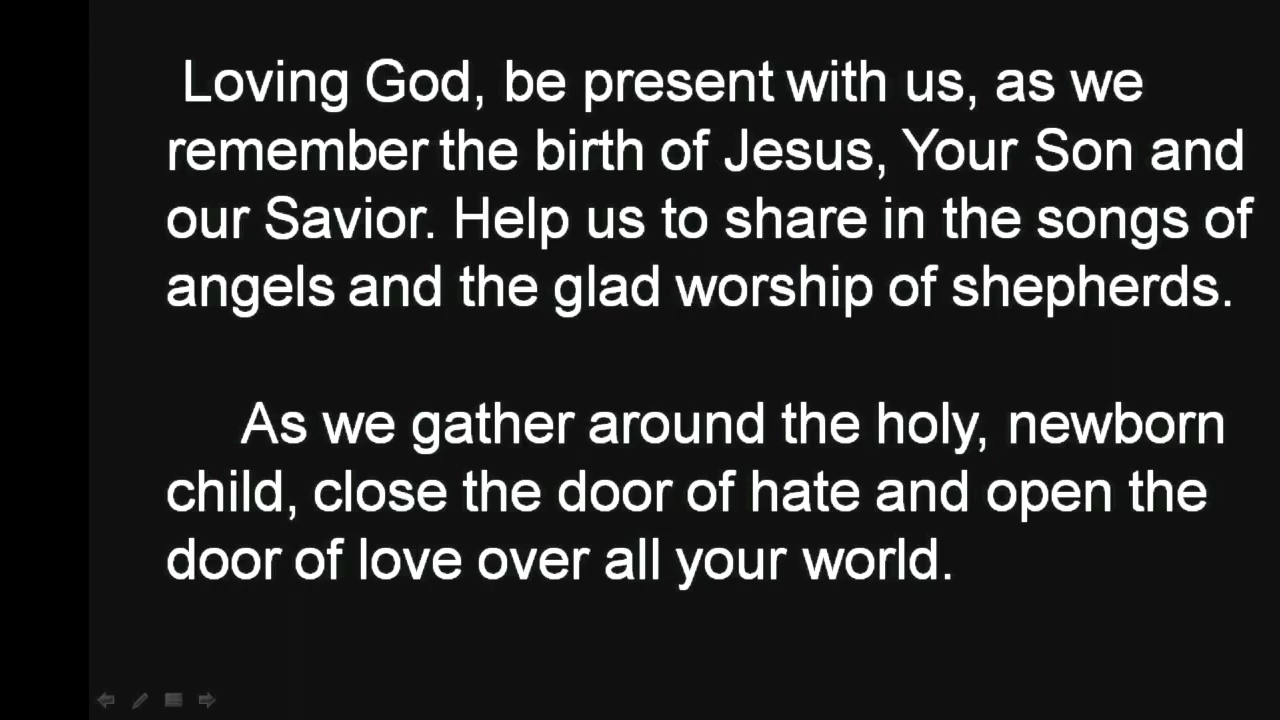 Loving God, be present with us, as we
remember the birth of Jesus, Your Son and
our Savior. Help us to share in the songs of
angels and the glad worship of shepherds.
As we gather around the holy, newborn
child, close the door of hate and open the
door of love over all your world.